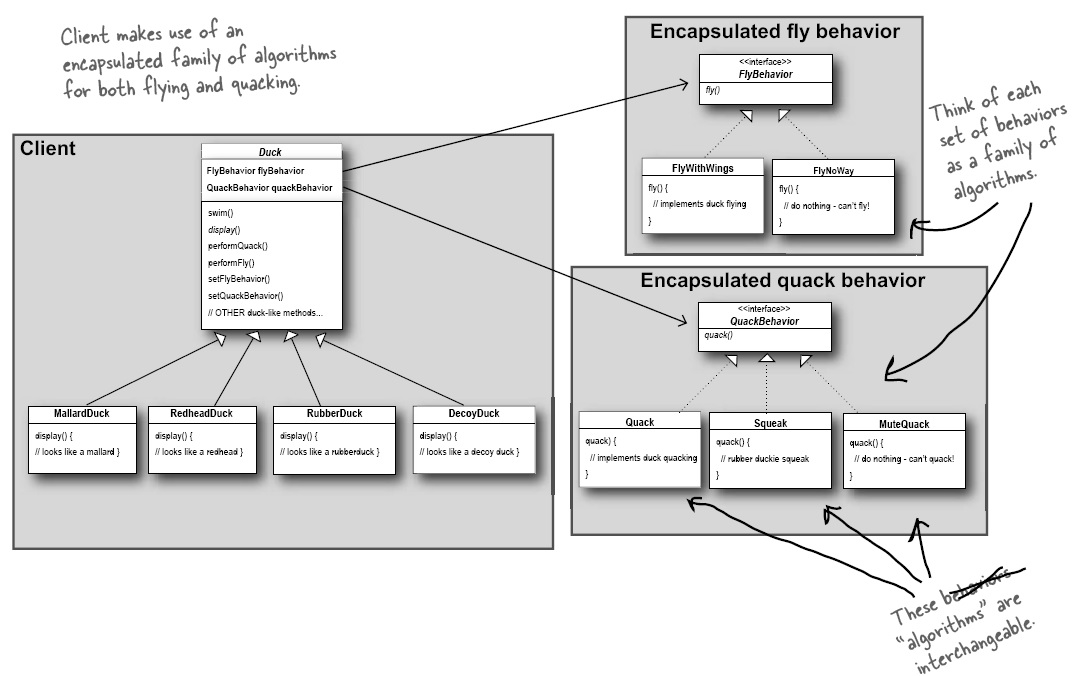 Client makes use of an
encapsulated family of algorithms
for both flying and quacking.
Client
Duck
FlyBehavior flyBehavior
QuackBehavior quackBehavior
swim()
display()
performQuack()
performFly()
setFlyBehavior()
setQuackBehavior()
// OTHER duck-like methods...
MallardDuck
display() {
// looks like a mallard }
RedheadDuck
display() {
// looks like a redhead }
RubberDuck
display() {
// looks like a rubberduck }
DecoyDuck
display() {
// looks like a decoy duck }
Encapsulated fly behavior
<<interface>>
FlyBehavior
fly()
FlyWithWings
fly() {
// implements duck flying
}
FlyNoWay
fly() {
// do nothing - can't fly!
}
Think of each
set of behaviors
as a family of
algorithms.
Encapsulated quack behavior
<<interface>>
QuackBehavior
quack()
Quack
quack) {
// implements duck quacking
}
Squeak
quack() {
// rubber duckie squeak
}
MuteQuack
quack() {
// do nothing - can't quack!
}
These behaviors
“algorithms” are
interchangeable.